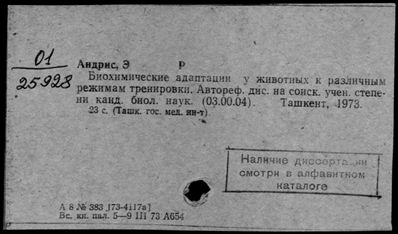 01
25928
Андрис, Э Р
Биохимические адаптации у животных к различным
режимам тренировки. Автореф. дис. на соиск. учен. степе-
ни канд. биол. наук. (03.00.04). Ташкент, 1973.
23 с. (Ташк. гос. мед. ин-т)
Наличие диссертации
смотри в алфавитном
каталоге
А 8 № 383 [73-4117а]
Вс. кн. пал. 5—9 III 73 А654